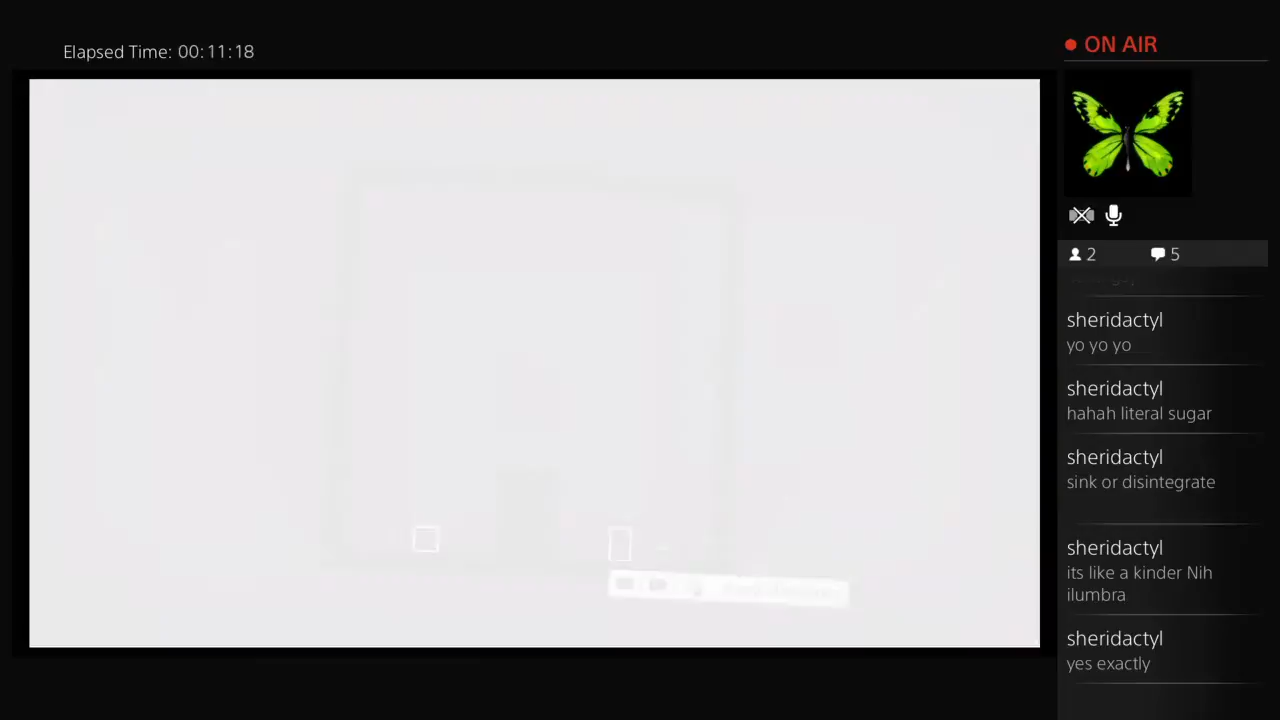 Elapsed Time: 00:11:18
ON AIR
2
5
sheridactyl
yo yo yo
sheridactyl
hahah literal sugar
sheridactyl
sink or disintegrate
sheridactyl
its like a kinder Nih
ilumbra
sheridactyl
yes exactly